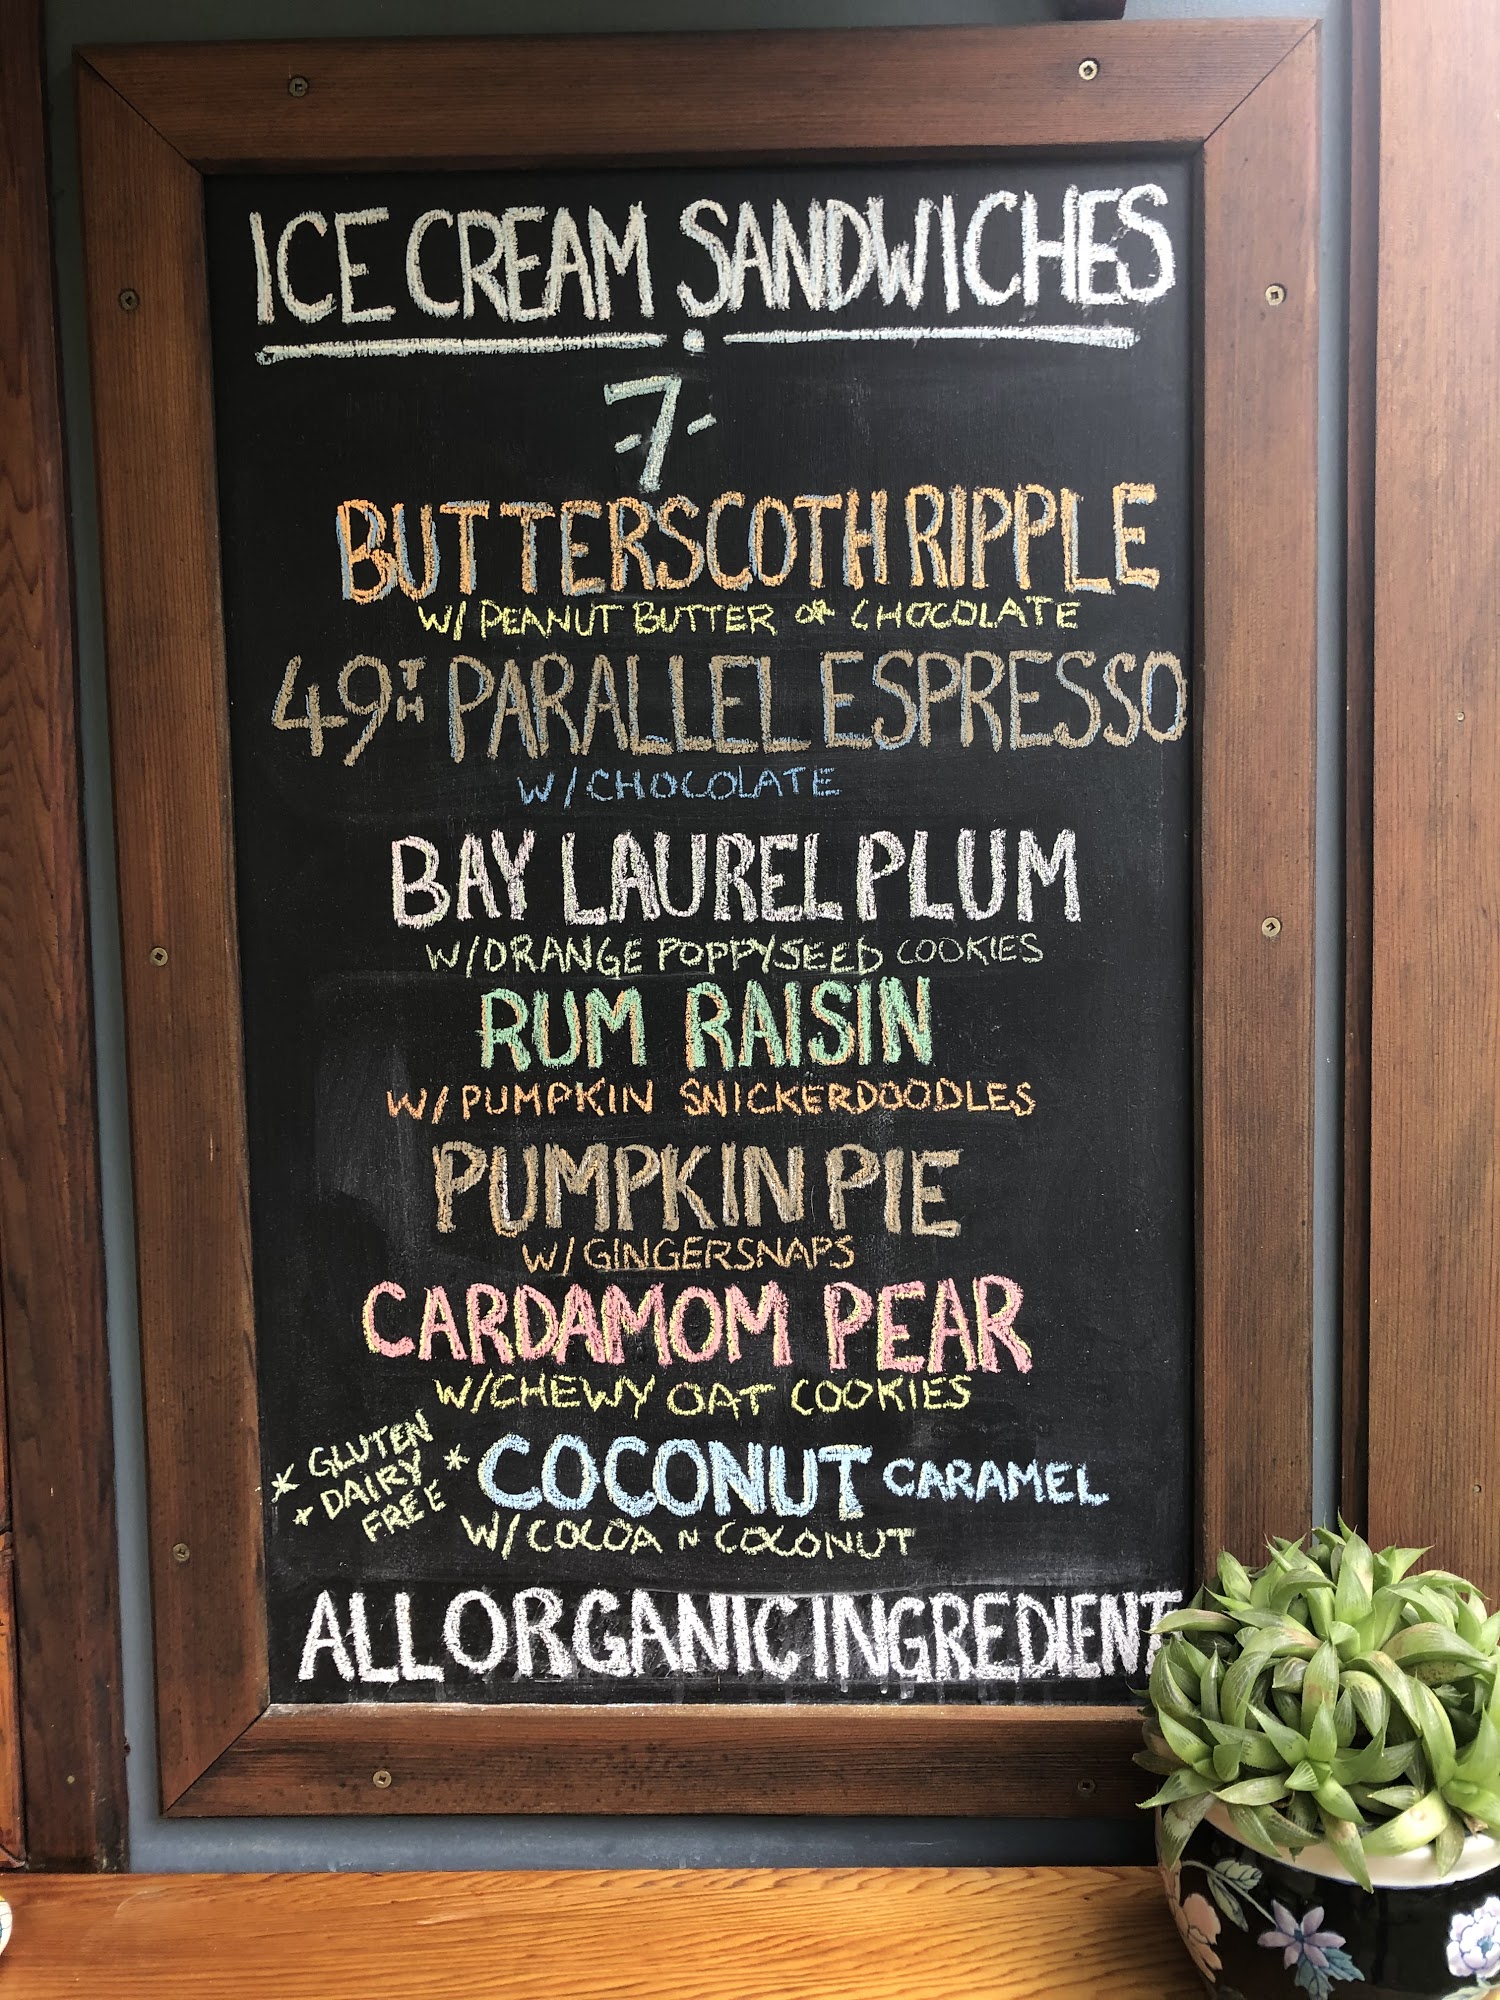 ICE CREAM SANDWICHES
-7-
BUTTERSCOTH RIPPLE
W/ PEANUT BUTTER OR CHOCOLATE
49TH PARALLEL ESPRESSO
W/ CHOCOLATE
BAY LAUREL PLUM
W/ ORANGE POPPYSEED COOKIES
RUM RAISIN
W/ PUMPKIN SNICKERDOODLES
PUMPKIN PIE
W/ GINGERSNAPS
CARDAMOM PEAR
W/ CHEWY OAT COOKIES
* GLUTEN
+ DAIRY
FREE
* COCONUT CARAMEL
W/ COCOA N COCONUT
ALL ORGANIC INGREDIENT